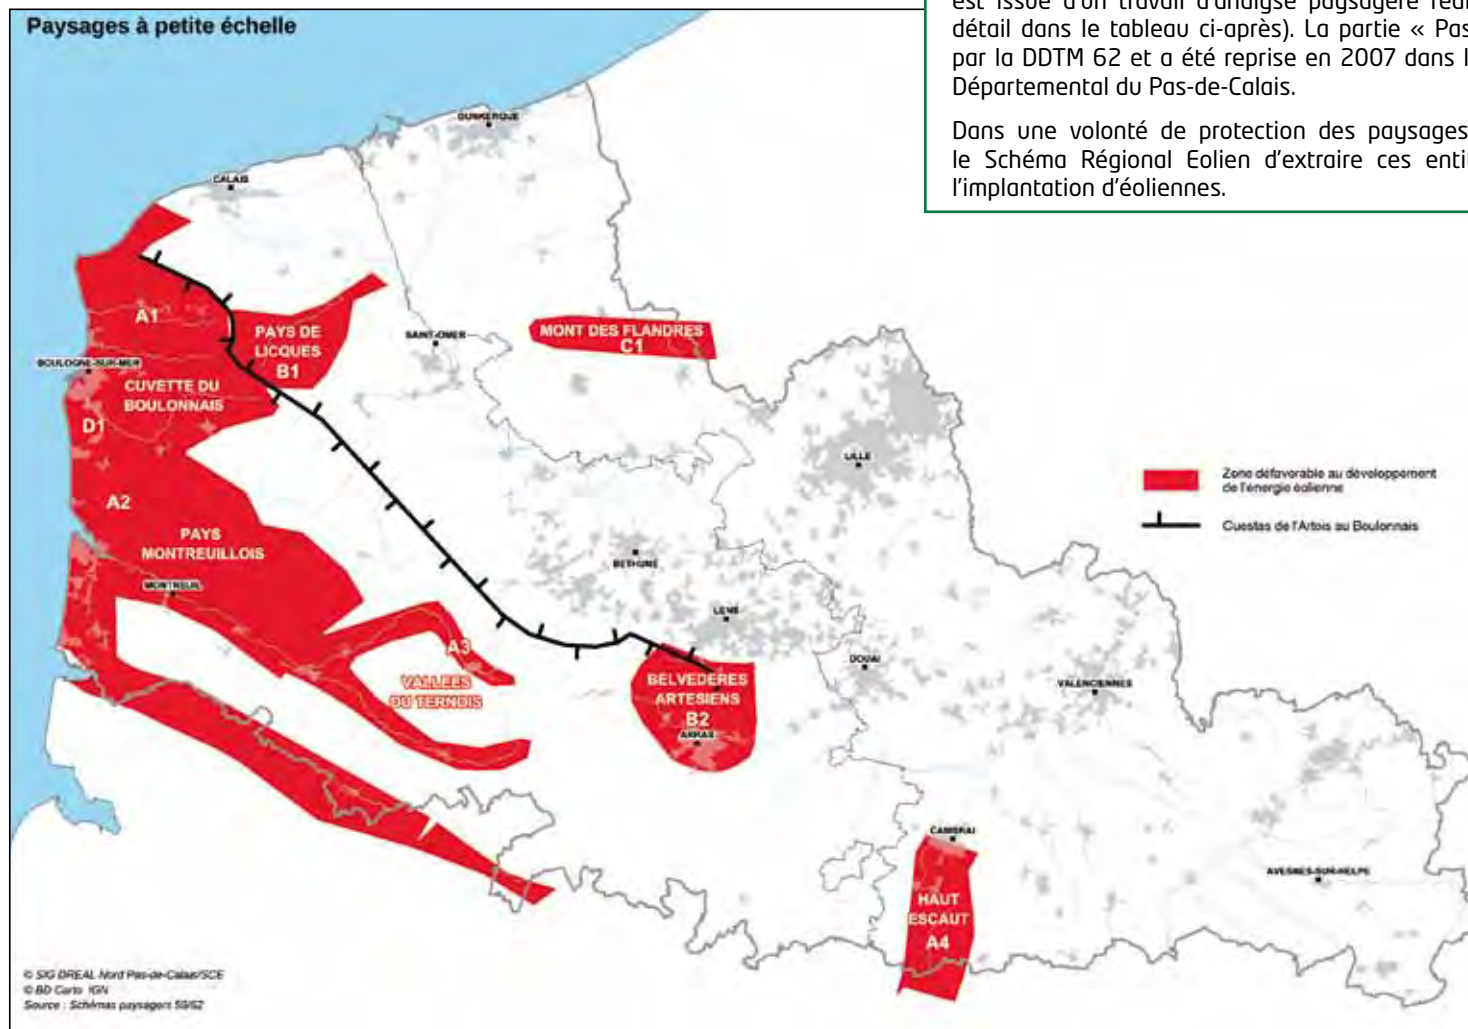 Paysages à petite échelle
est issue d'un travail d'analyse paysagère
détail dans le tableau ci-après). La partie «
par la DDTM 62 et a été reprise en 2007 dans
Départemental du Pas-de-Calais.
Dans une volonté de protection des paysages
le Schéma Régional Eolien d'extraire ces
l'implantation d'éoliennes.
DUNKERQUE
CALAIS
A1
PAYS DE
LICQUES
B1
SAINT-OMER
MONT DES FLANDRES
C1
BOULOGNE-SUR-MER
CUVETTE DU
BOULONNAIS
D1
LILLE
A2
PAYS
MONTREUILLOIS
MONTREUIL
BETHUNE
LENS
A3
VALLEES
DU TERNOIS
BELVEDERES
ARTESIENS
B2
ARRAS
DOUAI
VALENCIENNES
CAMBRAI
HAUT
ESCAUT
A4
AVESNES-SUR-HELPE
Zone défavorable au développement
de l'énergie éolienne
Cuestas de l'Artois au Boulonnais
© SIG DREAL Nord Pas-de-Calais/SCE
© BD Carto IGN
Source : Schémas paysagers 59/62